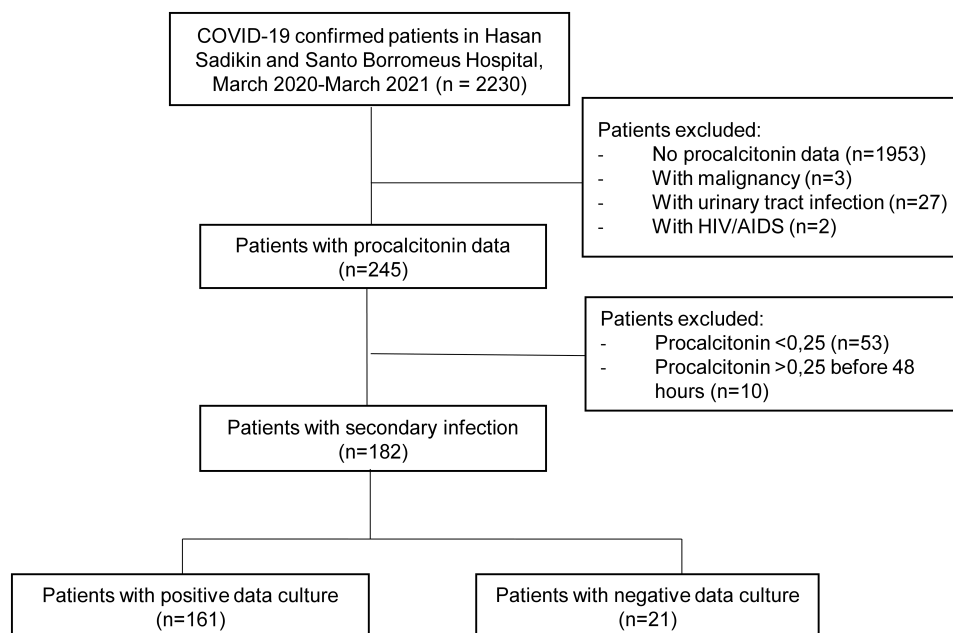 COVID-19 confirmed patients in Hasan
Sadikin and Santo Borromeus Hospital,
March 2020-March 2021 (n = 2230)
Patients excluded:
- No procalcitonin data (n=1953)
- With malignancy (n=3)
- With urinary tract infection (n=27)
- With HIV/AIDS (n=2)
Patients with procalcitonin data
(n=245)
Patients excluded:
- Procalcitonin <0,25 (n=53)
- Procalcitonin >0,25 before 48
hours (n=10)
Patients with secondary infection
(n=182)
Patients with positive data culture
(n=161)
Patients with negative data culture
(n=21)